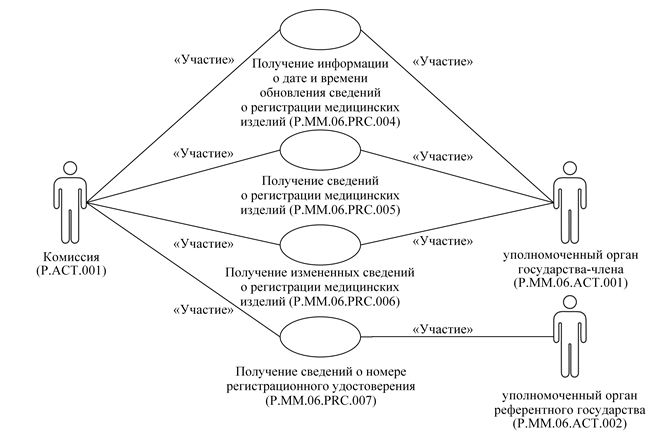 «Участие»
«Участие»
Получение информации
о дате и времени
обновления сведений
о регистрации медицинских
изделий (P.MM.06.PRC.004)
«Участие»
«Участие»
Получение сведений
о регистрации медицинских
изделий (P.MM.06.PRC.005)
«Участие»
«Участие»
Комиссия
(P.ACT.001)
уполномоченный орган
государства-члена
(P.MM.06.ACT.001)
Получение измененных сведений
о регистрации медицинских
изделий (P.MM.06.PRC.006)
«Участие»
«Участие»
Получение сведений о номере
регистрационного удостоверения
(P.MM.06.PRC.007)
уполномоченный орган
референтного государства
(P.MM.06.ACT.002)